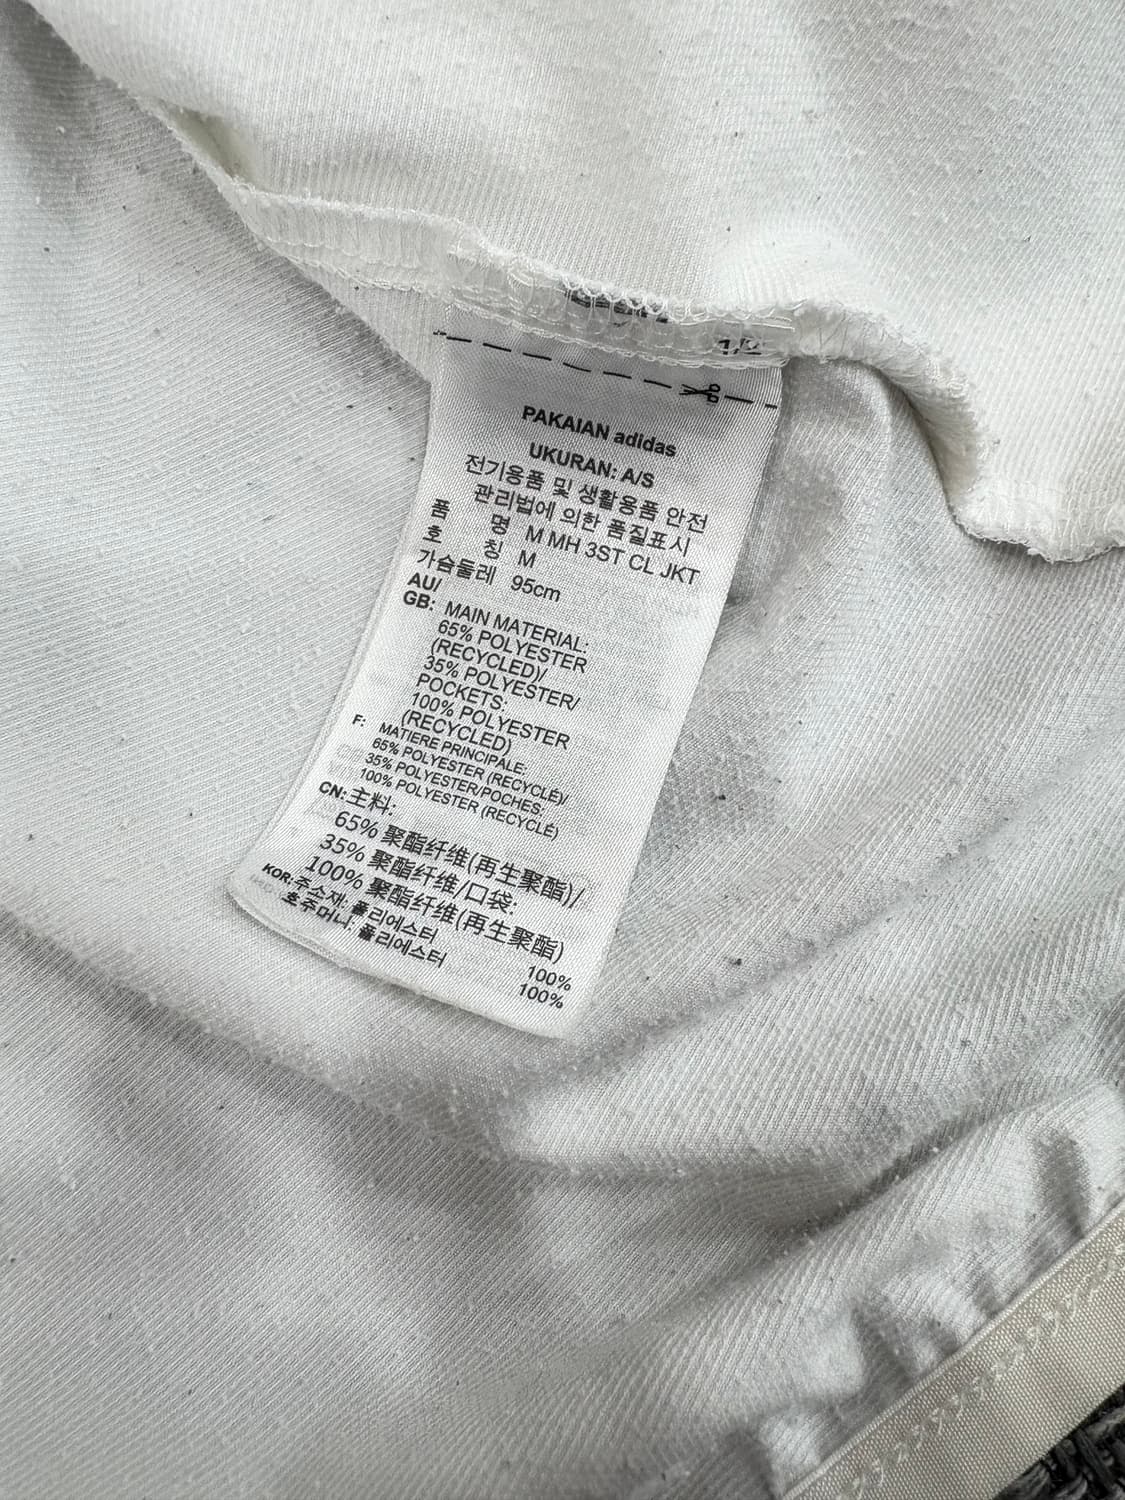 1/2
PAKAIAN adidas
UKURAN: A/S
전기용품 및 생활용품 안전
관리법에 의한 품질표시
품 명 M MH 3ST CL JKT
호 칭 M
가슴둘레 95cm
AU/
GB: MAIN MATERIAL:
65% POLYESTER
(RECYCLED)/
35% POLYESTER/
POCKETS:
100% POLYESTER
(RECYCLED)
F: MATIERE PRINCIPALE:
65% POLYESTER (RECYCLÉ)/
35% POLYESTER/POCHES:
100% POLYESTER (RECYCLÉ)
CN: 主料:
65% 聚酯纤维(再生聚酯)/
35% 聚酯纤维/口袋:
100% 聚酯纤维(再生聚酯)
KOR: 주소재: 폴리에스터 100%
호주머니: 폴리에스터 100%